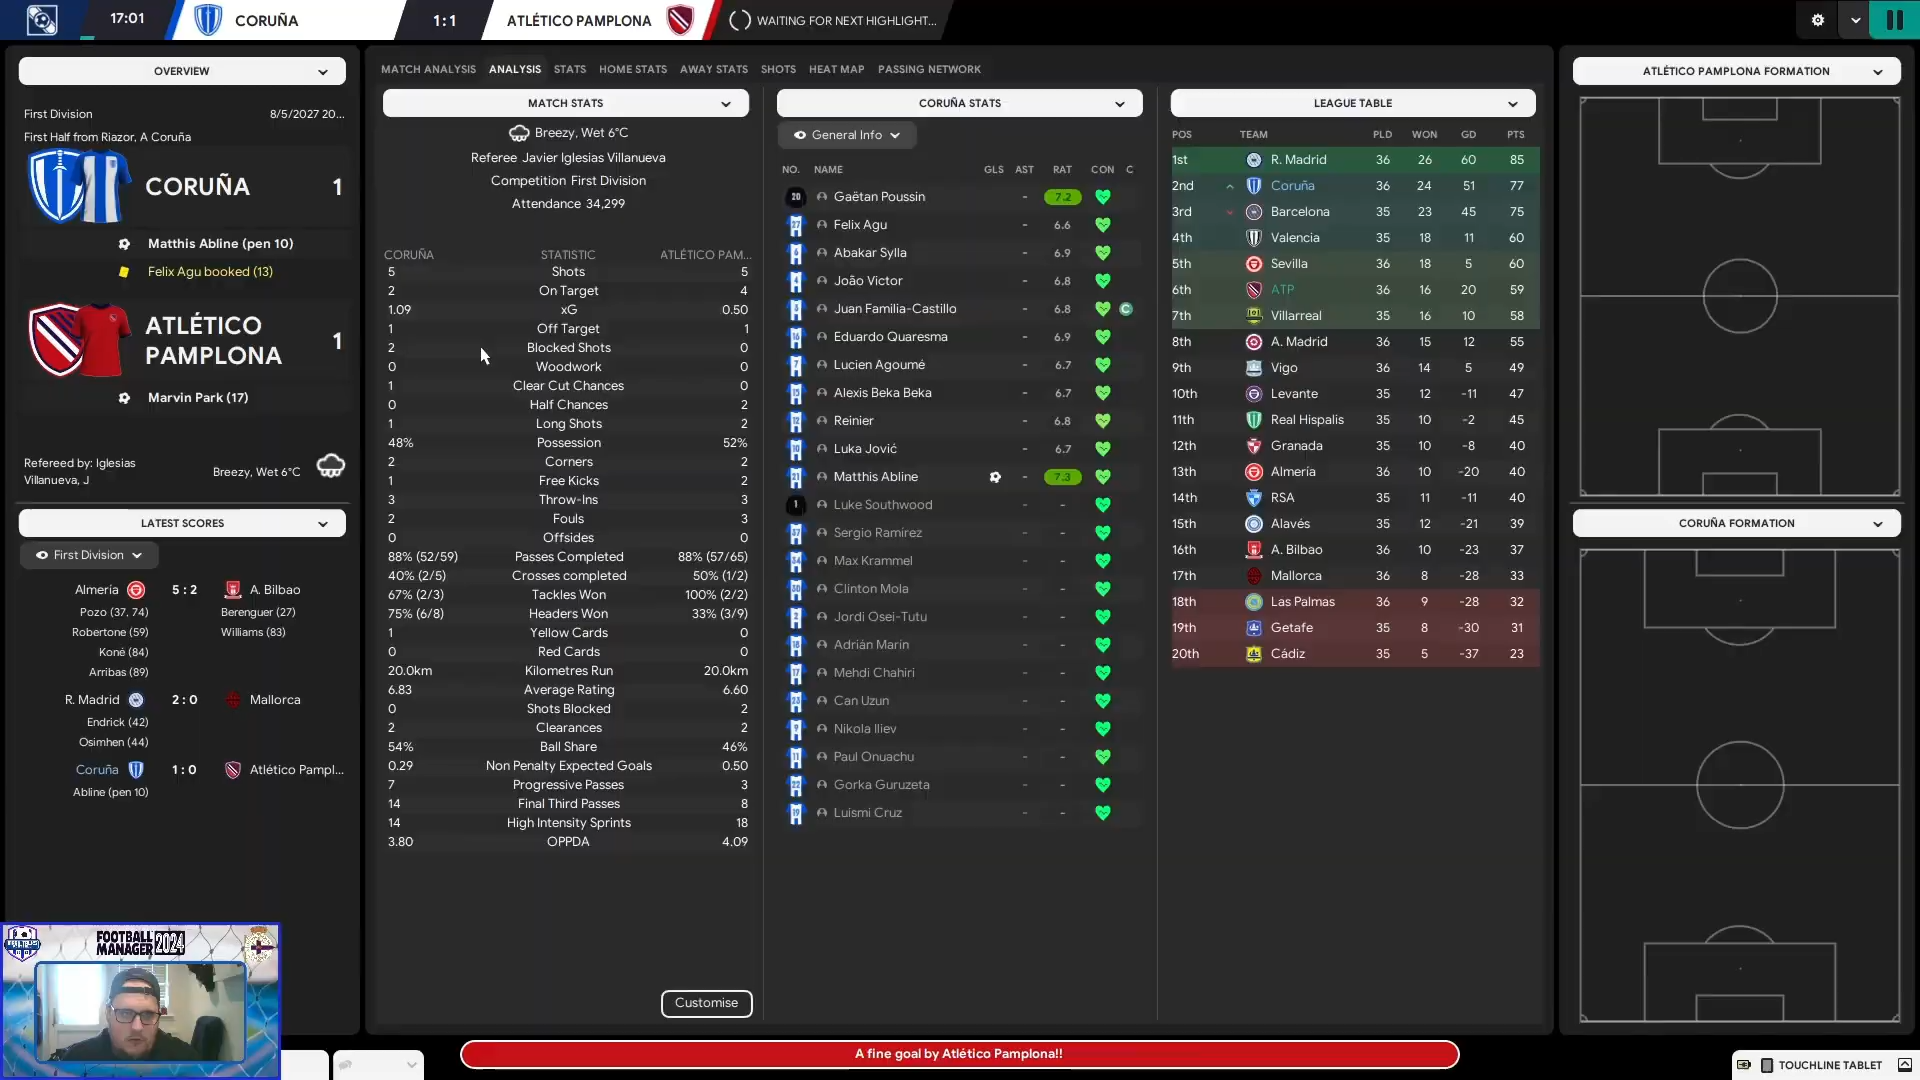 17:01
CORUÑA
1:1
ATLÉTICO PAMPLONA
WAITING FOR NEXT HIGHLIGHT...
OVERVIEW
First Division 8/5/2027 20...
First Half from Riazor, A Coruña
CORUÑA 1
Matthis Abline (pen 10)
Felix Agu booked (13)
ATLÉTICO
PAMPLONA 1
Marvin Park (17)
Refereed by: Iglesias
Villanueva, J
Breezy, Wet 6°C
LATEST SCORES
First Division
Almería 5:2 A. Bilbao
Pozo (37, 74) Berenguer (27)
Robertone (59) Williams (83)
Koné (84)
Arribas (89)
R. Madrid 2:0 Mallorca
Endrick (42)
Osimhen (44)
Coruña 1:0 Atlético Pampl...
Abline (pen 10)
FOOTBALL
MANAGER 2024
MATCH ANALYSIS ANALYSIS STATS HOME STATS AWAY STATS SHOTS HEAT MAP PASSING NETWORK
MATCH STATS
Breezy, Wet 6°C
Referee Javier Iglesias Villanueva
Competition First Division
Attendance 34,299
CORUÑA STATISTIC ATLÉTICO PAM...
5 Shots 5
2 On Target 4
1.09 xG 0.50
1 Off Target 1
2 Blocked Shots 0
0 Woodwork 0
1 Clear Cut Chances 0
0 Half Chances 2
1 Long Shots 2
48% Possession 52%
2 Corners 2
1 Free Kicks 2
3 Throw-Ins 3
2 Fouls 3
0 Offsides 0
88% (52/59) Passes Completed 88% (57/65)
40% (2/5) Crosses completed 50% (1/2)
67% (2/3) Tackles Won 100% (2/2)
75% (6/8) Headers Won 33% (3/9)
1 Yellow Cards 0
0 Red Cards 0
20.0km Kilometres Run 20.0km
6.83 Average Rating 6.60
0 Shots Blocked 2
2 Clearances 2
54% Ball Share 46%
0.29 Non Penalty Expected Goals 0.50
7 Progressive Passes 3
14 Final Third Passes 8
14 High Intensity Sprints 18
3.80 OPPDA 4.09
Customise
CORUÑA STATS
General Info
NO. NAME GLS AST RAT CON C
20 Gaëtan Poussin - 7.2
27 Felix Agu - 6.6
6 Abakar Sylla - 6.9
4 João Victor - 6.8
8 Juan Familia-Castillo - 6.8 C
16 Eduardo Quaresma - 6.9
7 Lucien Agoumé - 6.7
15 Alexis Beka Beka - 6.7
12 Reinier - 6.8
10 Luka Jović - 6.7
21 Matthis Abline - 7.3
1 Luke Southwood - -
37 Sergio Ramírez - -
34 Max Krammel - -
30 Clinton Mola - -
2 Jordi Osei-Tutu - -
18 Adrián Marín - -
17 Mehdi Chahiri - -
23 Can Uzun - -
9 Nikola Iliev - -
11 Paul Onuachu - -
22 Gorka Guruzeta - -
19 Luismi Cruz - -
LEAGUE TABLE
POS TEAM PLD WON GD PTS
1st R. Madrid 36 26 60 85
2nd Coruña 36 24 51 77
3rd Barcelona 35 23 45 75
4th Valencia 35 18 11 60
5th Sevilla 36 18 5 60
6th ATP 36 16 20 59
7th Villarreal 35 16 10 58
8th A. Madrid 36 15 12 55
9th Vigo 36 14 5 49
10th Levante 35 12 -11 47
11th Real Hispalis 35 10 -2 45
12th Granada 35 10 -8 40
13th Almería 36 10 -20 40
14th RSA 35 11 -11 40
15th Alavés 35 12 -21 39
16th A. Bilbao 36 10 -23 37
17th Mallorca 36 8 -28 33
18th Las Palmas 36 9 -28 32
19th Getafe 35 8 -30 31
20th Cádiz 35 5 -37 23
ATLÉTICO PAMPLONA FORMATION
CORUÑA FORMATION
A fine goal by Atlético Pamplona!!
TOUCHLINE TABLET